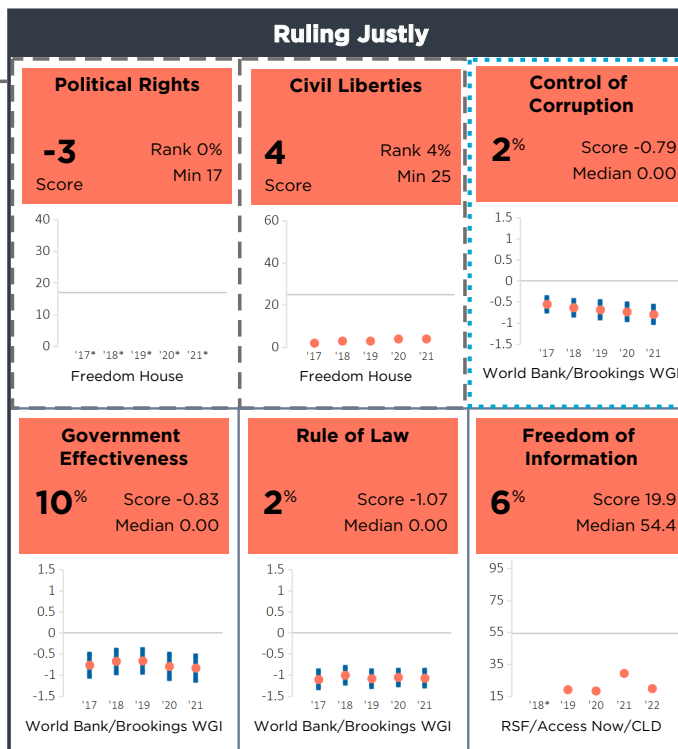 Ruling Justly
Political Rights
-3
Score
Rank 0%
Min 17
40
30
20
10
0
'17* '18* '19* '20* '21*
Freedom House
Civil Liberties
4
Score
Rank 4%
Min 25
60
40
20
0
'17 '18 '19 '20 '21
Freedom House
Control of
Corruption
2%
Score -0.79
Median 0.00
1.5
1
0.5
0
-0.5
-1
-1.5
'17 '18 '19 '20 '21
World Bank/Brookings WGI
Government
Effectiveness
10%
Score -0.83
Median 0.00
1.5
1
0.5
0
-0.5
-1
-1.5
'17 '18 '19 '20 '21
World Bank/Brookings WGI
Rule of Law
2%
Score -1.07
Median 0.00
1.5
1
0.5
0
-0.5
-1
-1.5
'17 '18 '19 '20 '21
World Bank/Brookings WGI
Freedom of
Information
6%
Score 19.9
Median 54.4
95
75
55
35
15
'18* '19 '20 '21 '22
RSF/Access Now/CLD